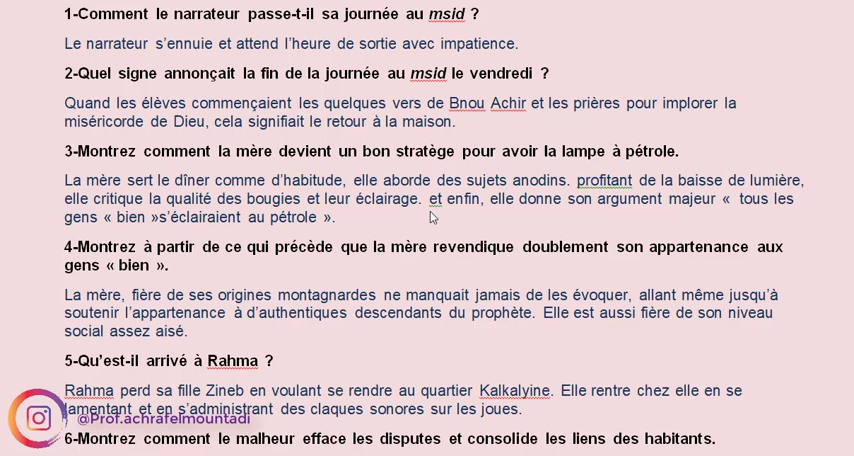 1-Comment le narrateur passe-t-il sa journée au msid ?
Le narrateur s’ennuie et attend l’heure de sortie avec impatience.
2-Quel signe annonçait la fin de la journée au msid le vendredi ?
Quand les élèves commençaient les quelques vers de Bnou Achir et les prières pour implorer la
miséricorde de Dieu, cela signifiait le retour à la maison.
3-Montrez comment la mère devient un bon stratège pour avoir la lampe à pétrole.
La mère sert le dîner comme d’habitude, elle aborde des sujets anodins. profitant de la baisse de lumière,
elle critique la qualité des bougies et leur éclairage. et enfin, elle donne son argument majeur « tous les
gens « bien »s’éclairaient au pétrole ».
4-Montrez à partir de ce qui précède que la mère revendique doublement son appartenance aux
gens « bien ».
La mère, fière de ses origines montagnardes ne manquait jamais de les évoquer, allant même jusqu’à
soutenir l’appartenance à d’authentiques descendants du prophète. Elle est aussi fière de son niveau
social assez aisé.
5-Qu’est-il arrivé à Rahma ?
Rahma perd sa fille Zineb en voulant se rendre au quartier Kalkalyine. Elle rentre chez elle en se
lamentant et en s’administrant des claques sonores sur les joues.
@Prof.achrafelmountadi
6-Montrez comment le malheur efface les disputes et consolide les liens des habitants.